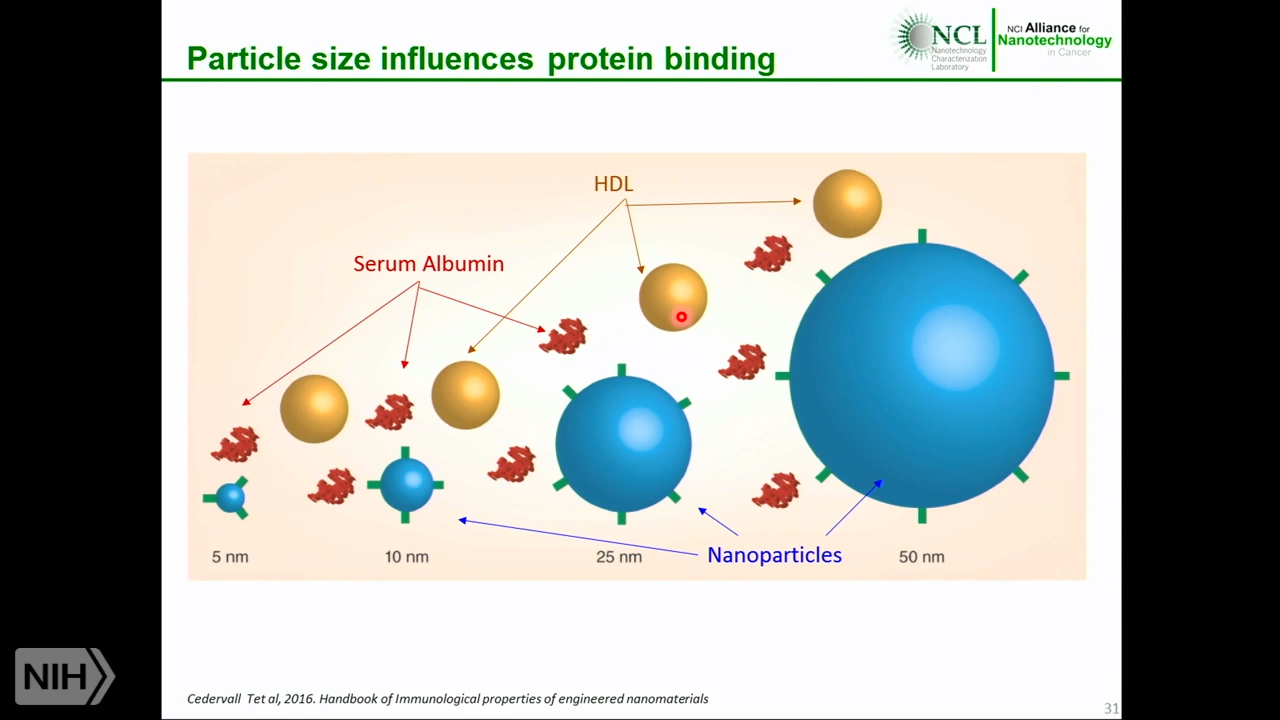 Particle size influences protein binding
NCL
Nanotechnology
Characterization
Laboratory
NCI Alliance for
Nanotechnology
in Cancer
HDL
Serum Albumin
Nanoparticles
5 nm
10 nm
25 nm
50 nm
NIH
Cedervall Tet al, 2016. Handbook of Immunological properties of engineered nanomaterials
31